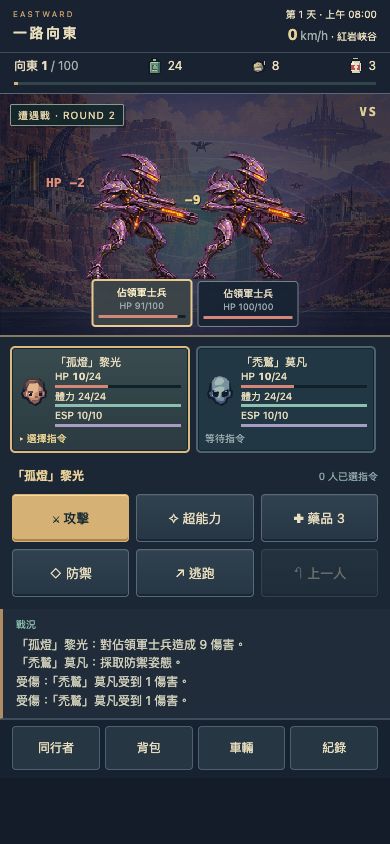 EASTWARD
一路向東
第 1 天 · 上午 08:00
0 km/h · 紅岩峽谷
向東 1 / 100
24
8
3
遭遇戰 · ROUND 2
VS
HP −2
−9
佔領軍士兵
HP 91/100
佔領軍士兵
HP 100/100
「孤燈」黎光
HP 10/24
體力 24/24
ESP 10/10
▸ 選擇指令
「禿鷲」莫凡
HP 10/24
體力 24/24
ESP 10/10
等待指令
「孤燈」黎光
0 人已選指令
⚔ 攻擊
✧ 超能力
✚ 藥品 3
◇ 防禦
↗ 逃跑
↰ 上一人
戰況
「孤燈」黎光：對佔領軍士兵造成 9 傷害。
「禿鷲」莫凡：採取防禦姿態。
受傷：「禿鷲」莫凡受到 1 傷害。
受傷：「禿鷲」莫凡受到 1 傷害。
同行者
背包
車輛
紀錄